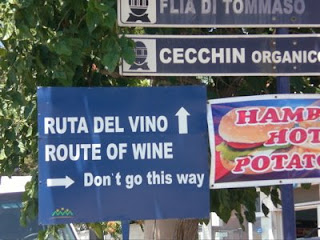 FLIA DI TOMMASO
CECCHIN ORGANICO
RUTA DEL VINO ↑
ROUTE OF WINE
→ Don`t go this way
HAMB
HOT
POTATO